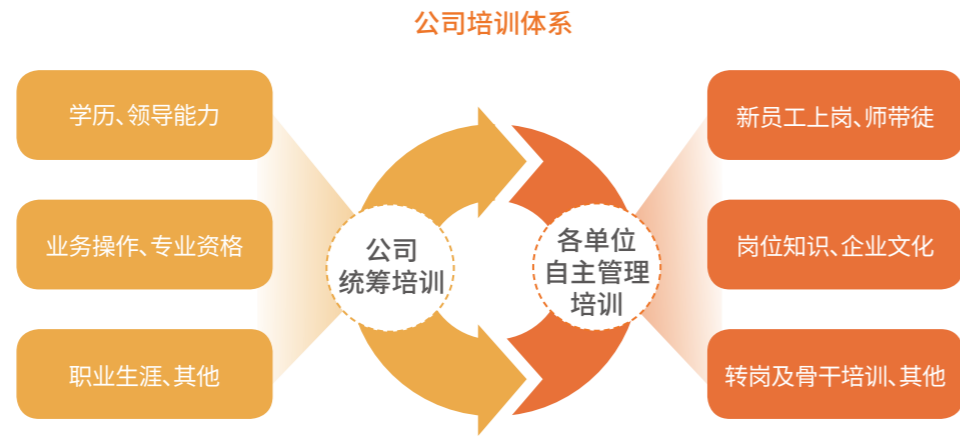 公司培训体系
学历、领导能力
业务操作、专业资格
职业生涯、其他
公司
统筹培训
各单位
自主管理
培训
新员工上岗、师带徒
岗位知识、企业文化
转岗及骨干培训、其他